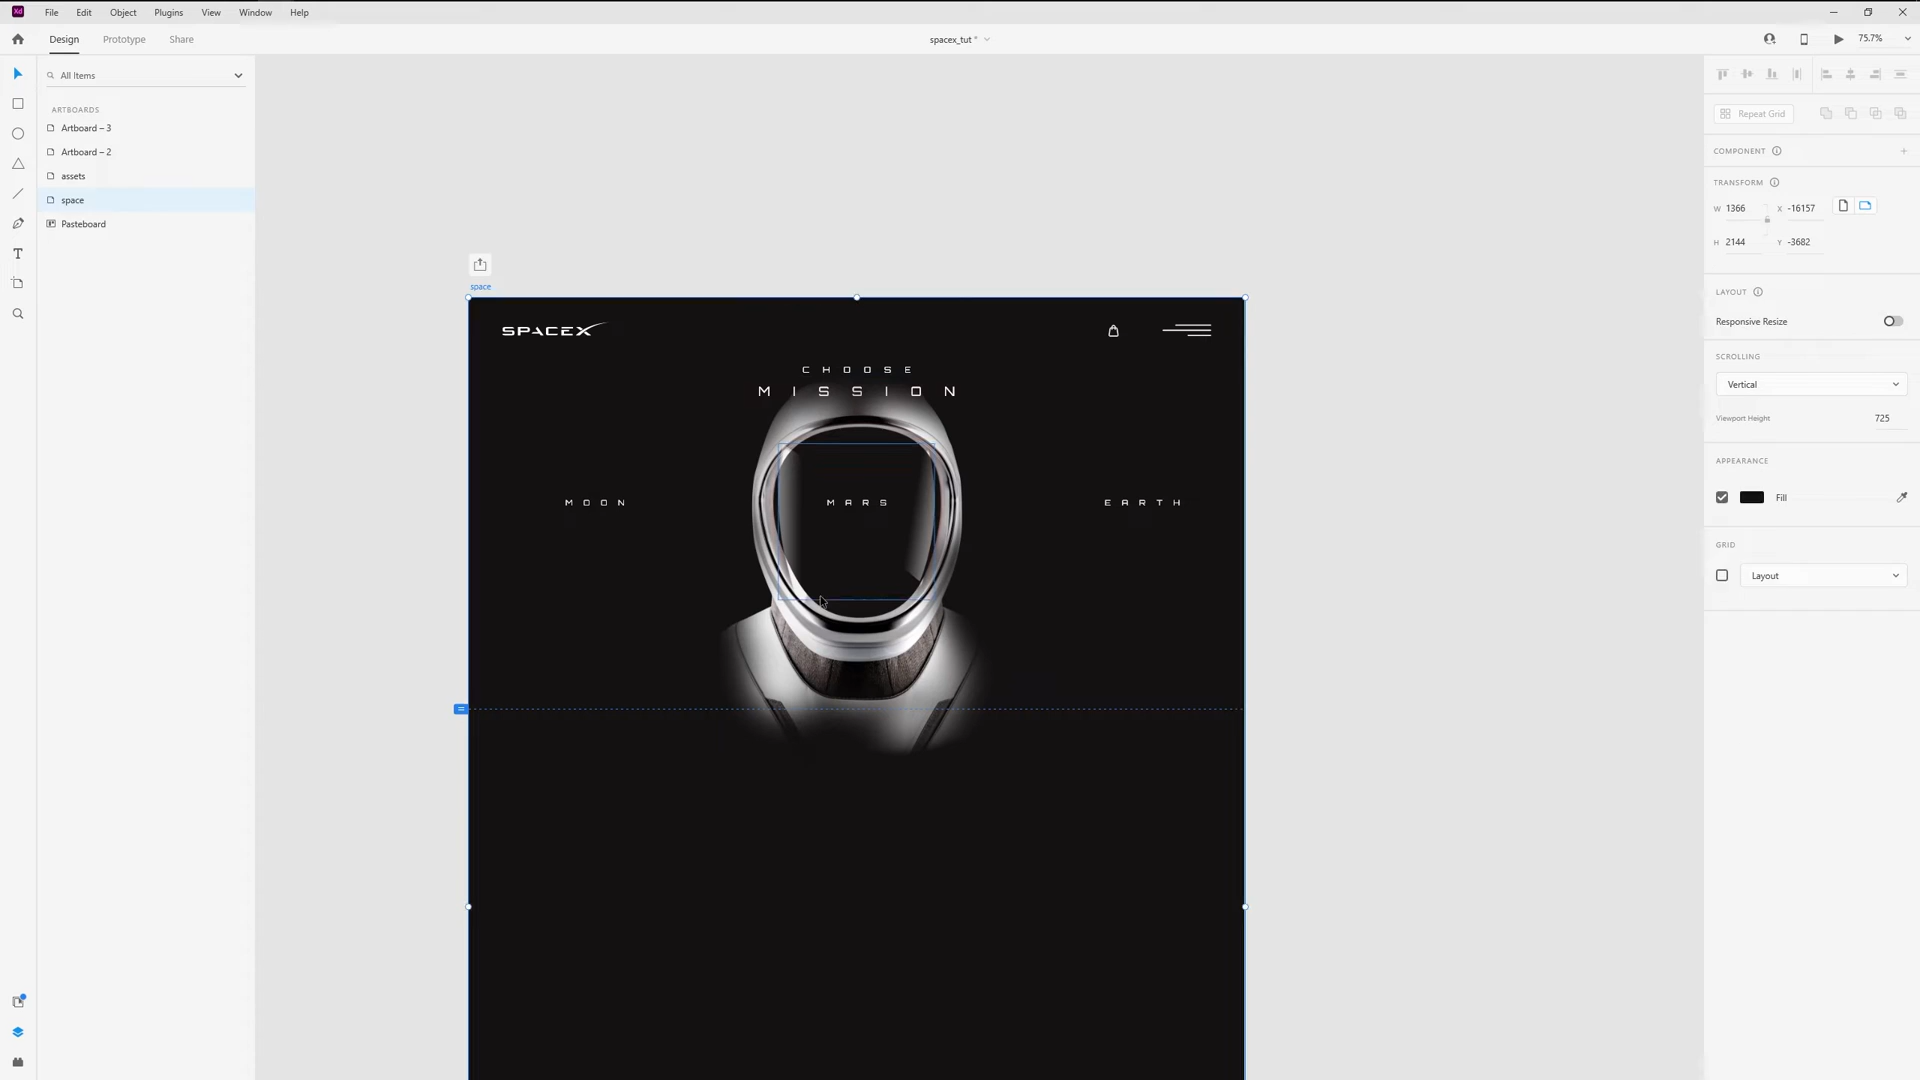 Xd File Edit Object Plugins View Window Help
Design Prototype Share
spacex_tut *
75.7%
All Items
ARTBOARDS
Artboard – 3
Artboard – 2
assets
space
Pasteboard
space
SPACEX
CHOOSE
MISSION
MOON MARS EARTH
Repeat Grid
COMPONENT
TRANSFORM
W 1366 X -16157
H 2144 Y -3682
LAYOUT
Responsive Resize
SCROLLING
Vertical
Viewport Height 725
APPEARANCE
Fill
GRID
Layout